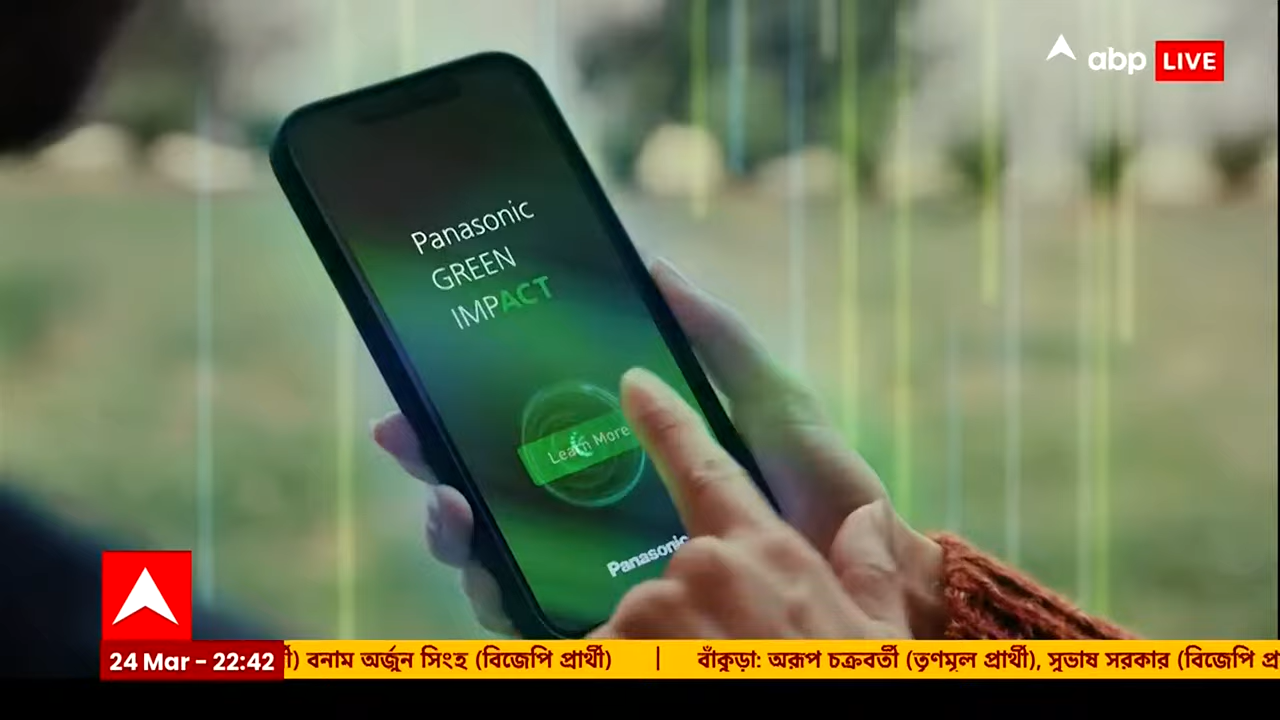 abp LIVE
Panasonic
GREEN
IMPACT
Learn More
Panasonic
24 Mar - 22:42
র্থী) বনাম অর্জুন সিংহ (বিজেপি প্রার্থী) | বাঁকুড়া: অরূপ চক্রবর্তী (তৃণমূল প্রার্থী), সুভাষ সরকার (বিজেপি